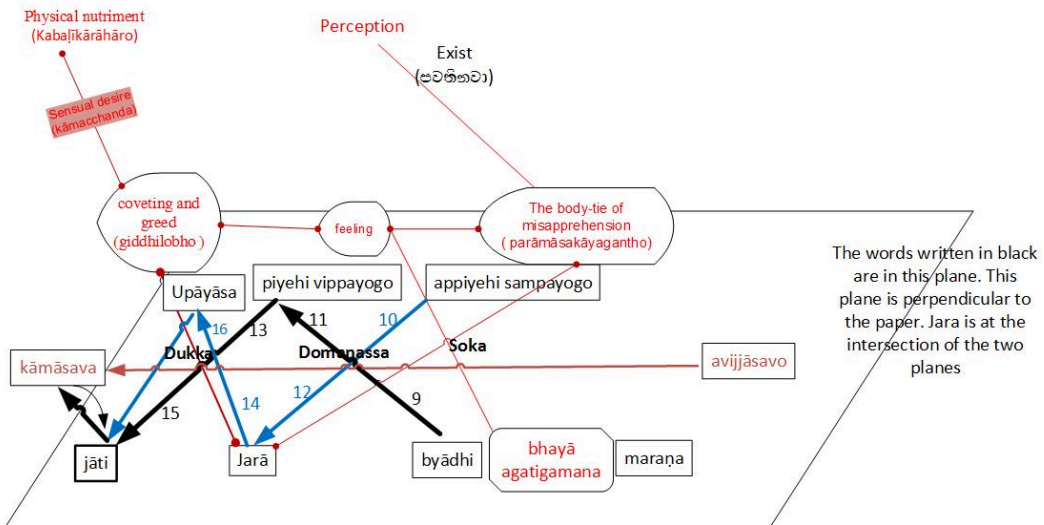 Physical nutriment
(Kabaḷīkārāhāro)
Perception
Exist
(පවතිනවා)
Sensual desire
(kāmacchanda)
coveting and
greed
(giddhilobho )
feeling
The body-tie of
misapprehension
( parāmāsakāyagantho)
The words written in black
are in this plane. This
plane is perpendicular to
the paper. Jara is at the
intersection of the two
planes
Upāyāsa
piyehi vippayogo
appiyehi sampayogo
16
13
11
10
Dukka
Domanassa
Soka
kāmāsava
avijjāsavo
15
14
12
9
jāti
Jarā
byādhi
bhayā
agatigamana
maraṇa